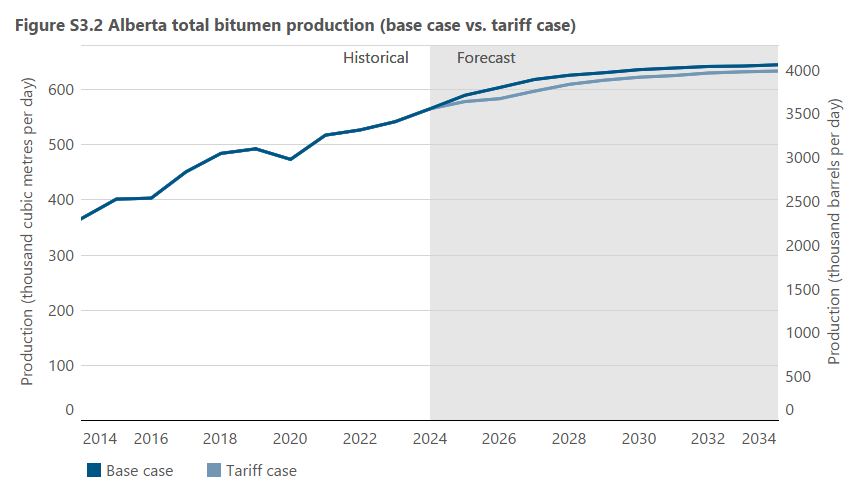 Figure S3.2 Alberta total bitumen production (base case vs. tariff case)
Historical Forecast
Production (thousand cubic metres per day)
600
500
400
300
200
100
0
4000
3500
3000
2500
2000
1500
1000
500
0
Production (thousand barrels per day)
2014 2016 2018 2020 2022 2024 2026 2028 2030 2032 2034
Base case Tariff case